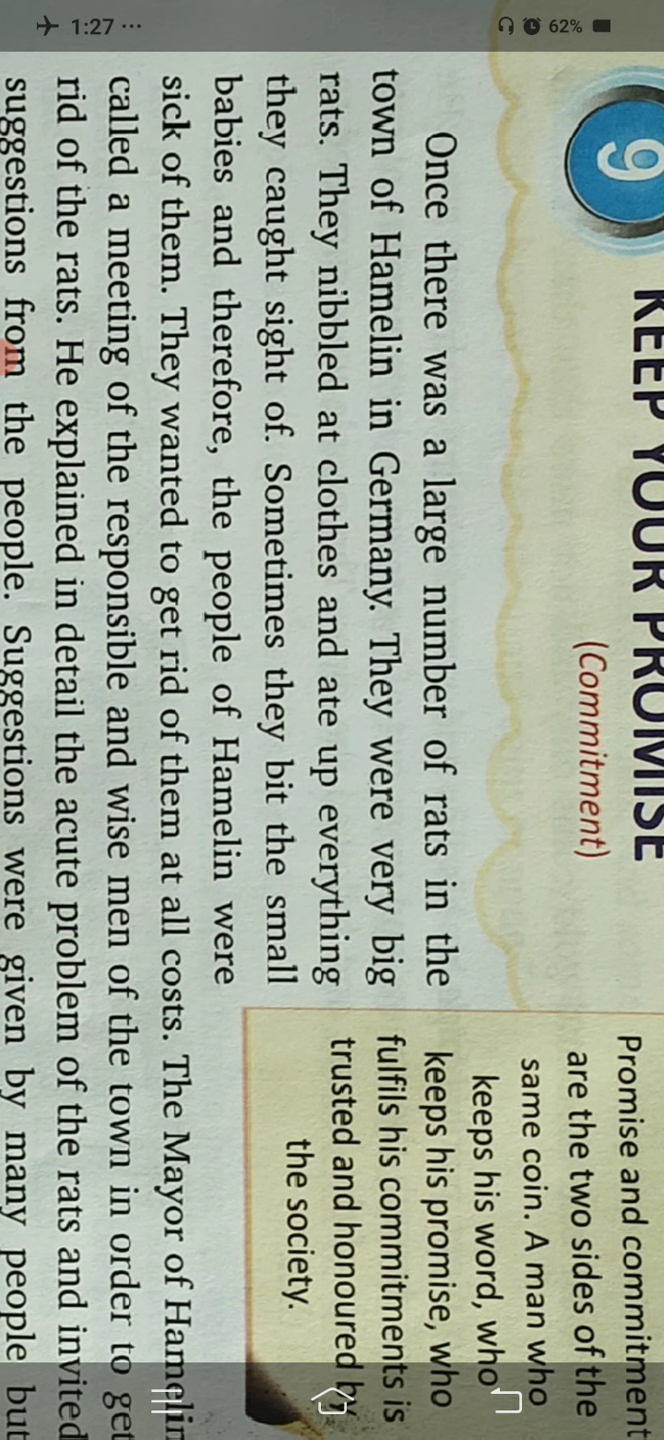 1:27 ...
62%
9
KEEP YOUR PROMISE
(Commitment)
Promise and commitment
are the two sides of the
same coin. A man who
keeps his word, who
keeps his promise, who
fulfils his commitments is
trusted and honoured by
the society.
Once there was a large number of rats in the
town of Hamelin in Germany. They were very big
rats. They nibbled at clothes and ate up everything
they caught sight of. Sometimes they bit the small
babies and therefore, the people of Hamelin were
sick of them. They wanted to get rid of them at all costs. The Mayor of Hamelin
called a meeting of the responsible and wise men of the town in order to get
rid of the rats. He explained in detail the acute problem of the rats and invited
suggestions from the people. Suggestions were given by many people but